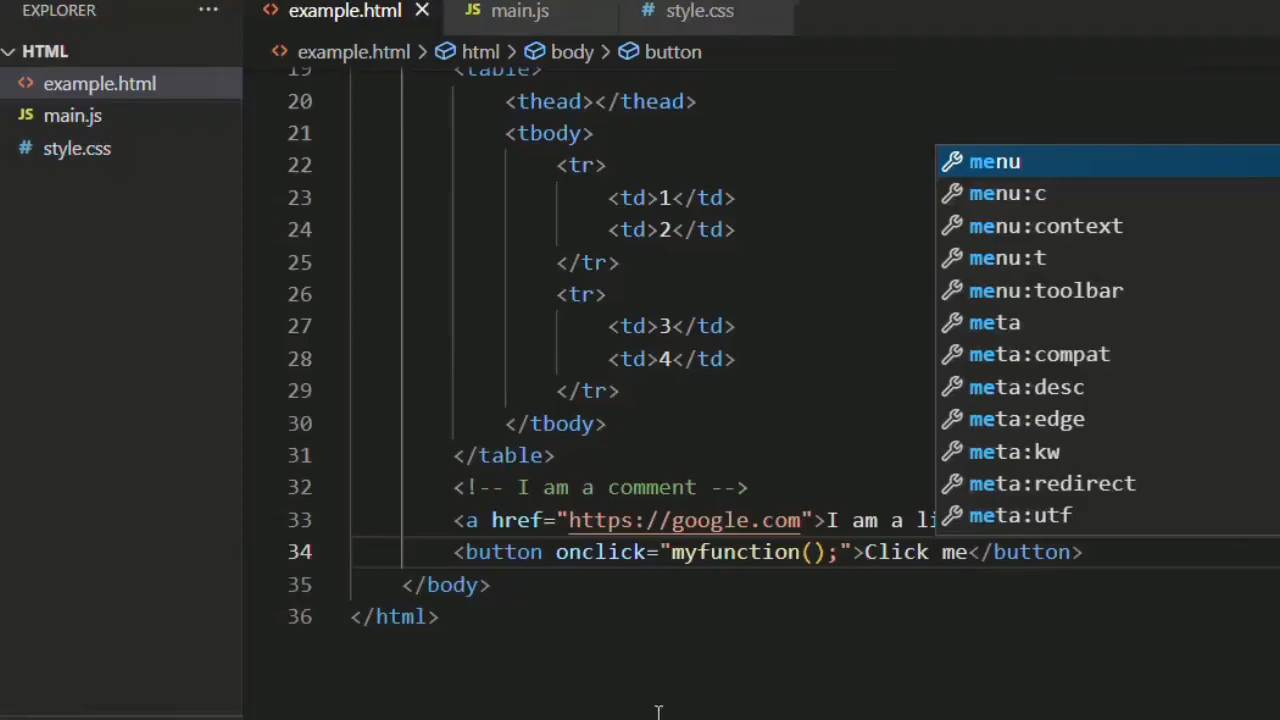 EXPLORER ···
HTML
<> example.html
JS main.js
# style.css
<> example.html ×
JS main.js
# style.css
<> example.html > html > body > button
19 <table>
20 <thead></thead>
21 <tbody>
22 <tr>
23 <td>1</td>
24 <td>2</td>
25 </tr>
26 <tr>
27 <td>3</td>
28 <td>4</td>
29 </tr>
30 </tbody>
31 </table>
32 <!-- I am a comment -->
33 <a href="https://google.com">I am a li
34 <button onclick="myfunction();">Click me</button>
35 </body>
36 </html>
menu
menu:c
menu:context
menu:t
menu:toolbar
meta
meta:compat
meta:desc
meta:edge
meta:kw
meta:redirect
meta:utf